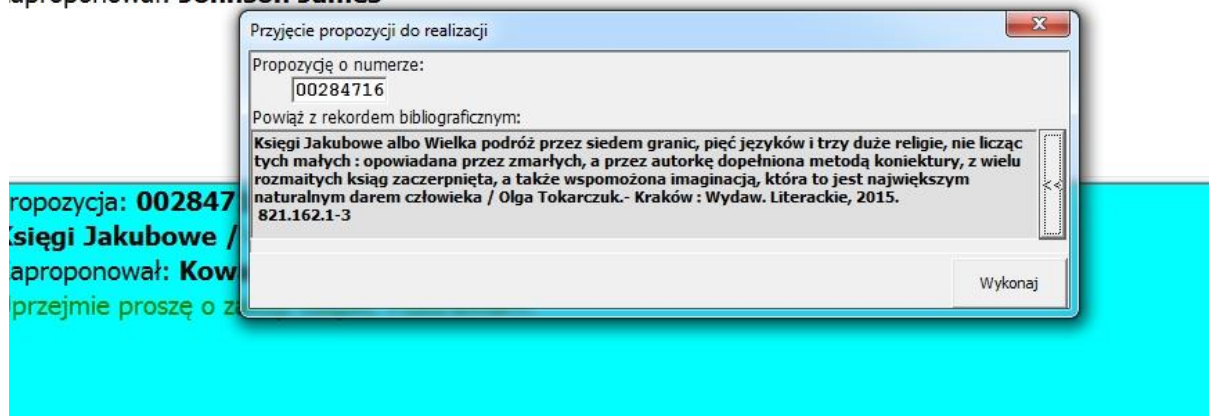 Johnson James
Przyjęcie propozycji do realizacji
Propozycję o numerze:
00284716
Powiąż z rekordem bibliograficznym:
Księgi Jakubowe albo Wielka podróż przez siedem granic, pięć języków i trzy duże religie, nie licząc
tych małych : opowiadana przez zmarłych, a przez autorkę dopełniona metodą koniektury, z wielu
rozmaitych ksiąg zaczerpnięta, a także wspomożona imaginacją, która to jest największym
naturalnym darem człowieka / Olga Tokarczuk.- Kraków : Wydaw. Literackie, 2015.
821.162.1-3
<<
Wykonaj
ropozycja: 002847
Księgi Jakubowe /
aproponował: Kow
przejmie proszę o z